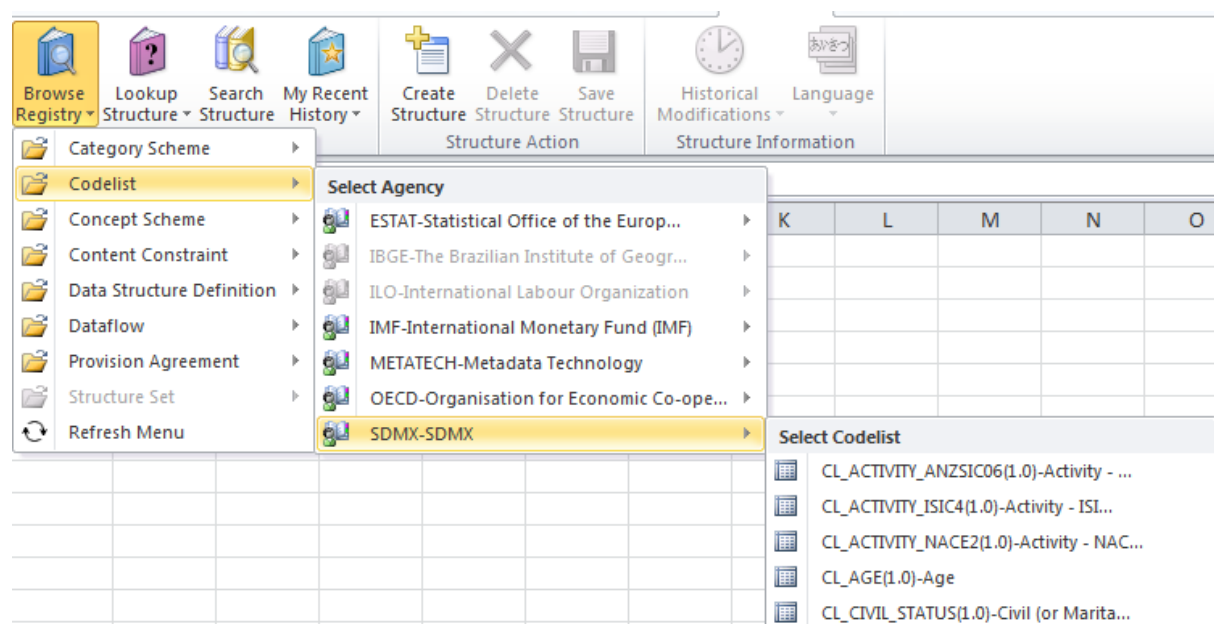 Browse Registry
Lookup Structure
Search Structure
My Recent History
Create Structure
Delete Structure
Save Structure
Historical Modifications
あいきつ
Language
Structure Action
Structure Information
Category Scheme
Codelist
Concept Scheme
Content Constraint
Data Structure Definition
Dataflow
Provision Agreement
Structure Set
Refresh Menu
Select Agency
ESTAT-Statistical Office of the Europ...
IBGE-The Brazilian Institute of Geogr...
ILO-International Labour Organization
IMF-International Monetary Fund (IMF)
METATECH-Metadata Technology
OECD-Organisation for Economic Co-ope...
SDMX-SDMX
K L M N O
Select Codelist
CL_ACTIVITY_ANZSIC06(1.0)-Activity - ...
CL_ACTIVITY_ISIC4(1.0)-Activity - ISI...
CL_ACTIVITY_NACE2(1.0)-Activity - NAC...
CL_AGE(1.0)-Age
CL_CIVIL_STATUS(1.0)-Civil (or Marita...